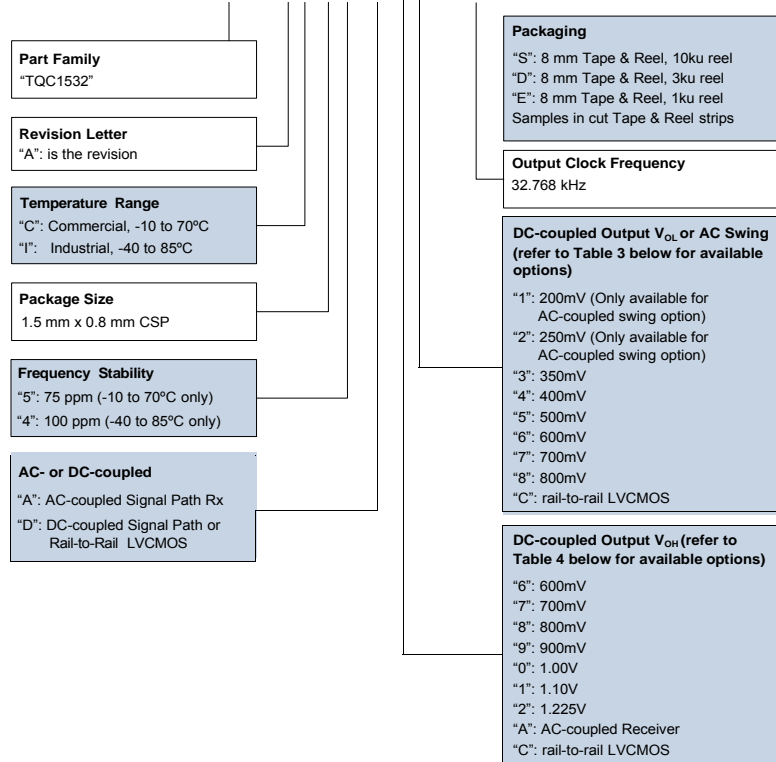 Part Family
“TQC1532”
Revision Letter
“A”: is the revision
Temperature Range
“C”: Commercial, -10 to 70ºC
“I”: Industrial, -40 to 85ºC
Package Size
1.5 mm x 0.8 mm CSP
Frequency Stability
“5”: 75 ppm (-10 to 70ºC only)
“4”: 100 ppm (-40 to 85ºC only)
AC- or DC-coupled
“A”: AC-coupled Signal Path Rx
“D”: DC-coupled Signal Path or
Rail-to-Rail LVCMOS
Packaging
“S”: 8 mm Tape & Reel, 10ku reel
“D”: 8 mm Tape & Reel, 3ku reel
“E”: 8 mm Tape & Reel, 1ku reel
Samples in cut Tape & Reel strips
Output Clock Frequency
32.768 kHz
DC-coupled Output VOL or AC Swing
(refer to Table 3 below for available
options)
“1”: 200mV (Only available for
AC-coupled swing option)
“2”: 250mV (Only available for
AC-coupled swing option)
“3”: 350mV
“4”: 400mV
“5”: 500mV
“6”: 600mV
“7”: 700mV
“8”: 800mV
“C”: rail-to-rail LVCMOS
DC-coupled Output VOH (refer to
Table 4 below for available options)
“6”: 600mV
“7”: 700mV
“8”: 800mV
“9”: 900mV
“0”: 1.00V
“1”: 1.10V
“2”: 1.225V
“A”: AC-coupled Receiver
“C”: rail-to-rail LVCMOS